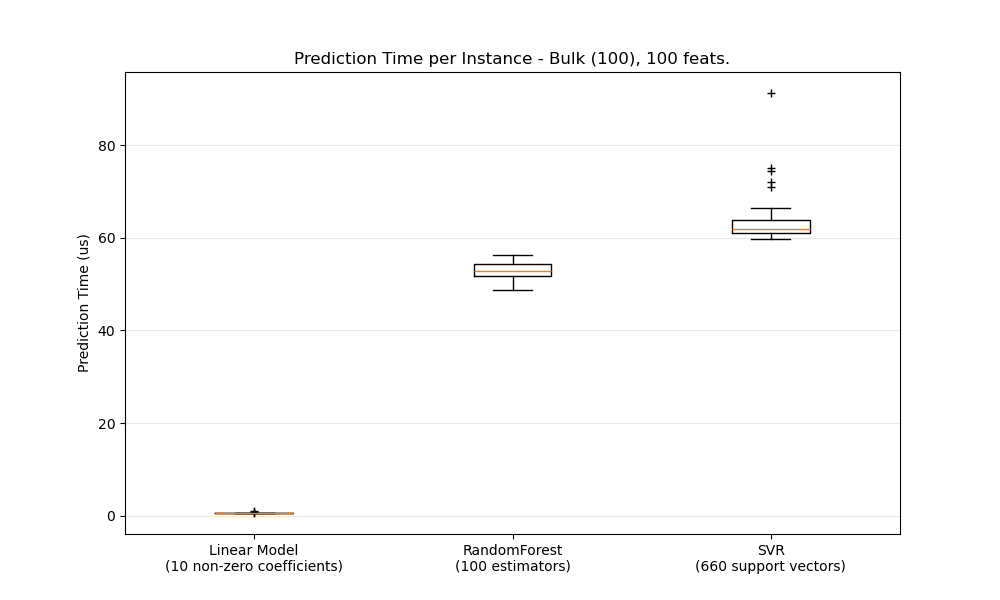 Prediction Time per Instance - Bulk (100), 100 feats.
Prediction Time (us)
80
60
40
20
0
Linear Model
(10 non-zero coefficients)
RandomForest
(100 estimators)
SVR
(660 support vectors)